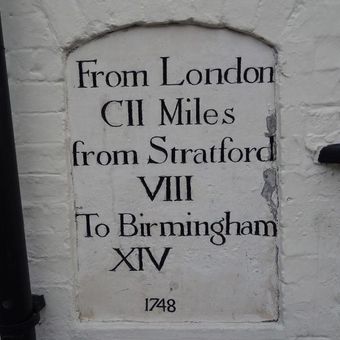 From London
CII Miles
from Stratford
VIII
To Birmingham
XIV
1748